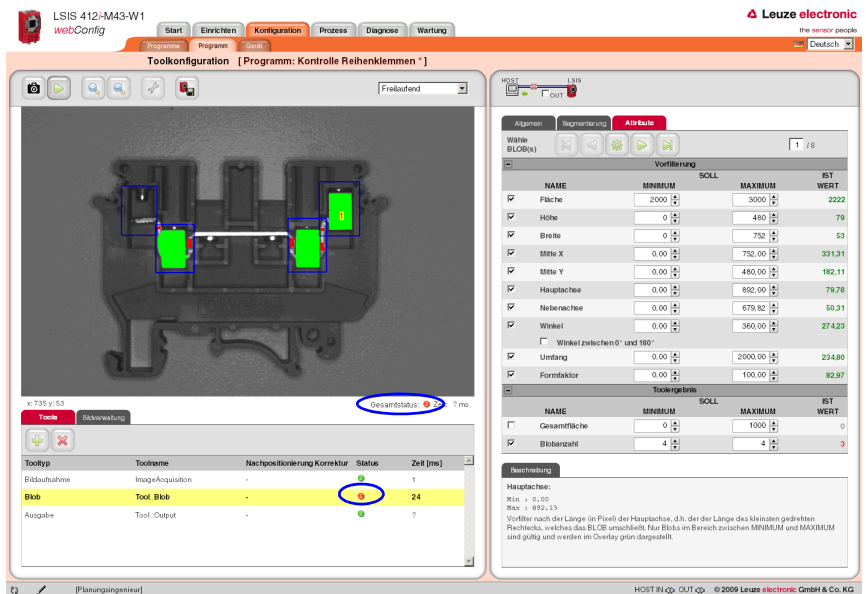 LSIS 412i-M43-W1
webConfig
Start Einrichten Konfiguration Prozess Diagnose Wartung
Programme Programm Gerät
Leuze electronic
the sensor people
Deutsch
Toolkonfiguration [ Programm: Kontrolle Reihenklemmen * ]
Freilaufend
x: 735 y: 53
Gesamtstatus: Zeit: ? ms
Tools Bildverwaltung
Tooltyp Toolname Nachpositionierung Korrektur Status Zeit [ms]
Bildaufnahme ImageAcquisition - 1
Blob Tool_Blob - 24
Ausgabe Tool_Output - ?
HOST LSIS
OUT
Allgemein Segmentierung Attribute
Wähle
BLOB(s)
1 / 8
Vorfilterung
SOLL IST
NAME MINIMUM MAXIMUM WERT
Fläche 2000 3000 2222
Höhe 0 480 79
Breite 0 752 53
Mitte X 0,00 752,00 331,31
Mitte Y 0,00 480,00 182,11
Hauptachse 0,00 892,00 79,78
Nebenachse 0,00 679,82 50,31
Winkel 0,00 360,00 274,23
Winkel zwischen 0° und 180°
Umfang 0,00 2000,00 234,80
Formfaktor 0,00 100,00 82,97
Toolergebnis
SOLL IST
NAME MINIMUM MAXIMUM WERT
Gesamtfläche 0 1000 0
Blobanzahl 4 4 3
Beschreibung
Hauptachse:
Min : 0,00
Max : 892,13
Vorfilter nach der Länge (in Pixel) der Hauptachse, d.h. der der Länge des kleinsten gedrehten
Rechtecks, welches das BLOB umschließt. Nur Blobs im Bereich zwischen MINIMUM und MAXIMUM
sind gültig und werden im Overlay grün dargestellt.
[Planungsingenieur]
HOST IN OUT © 2009 Leuze electronic GmbH & Co. KG